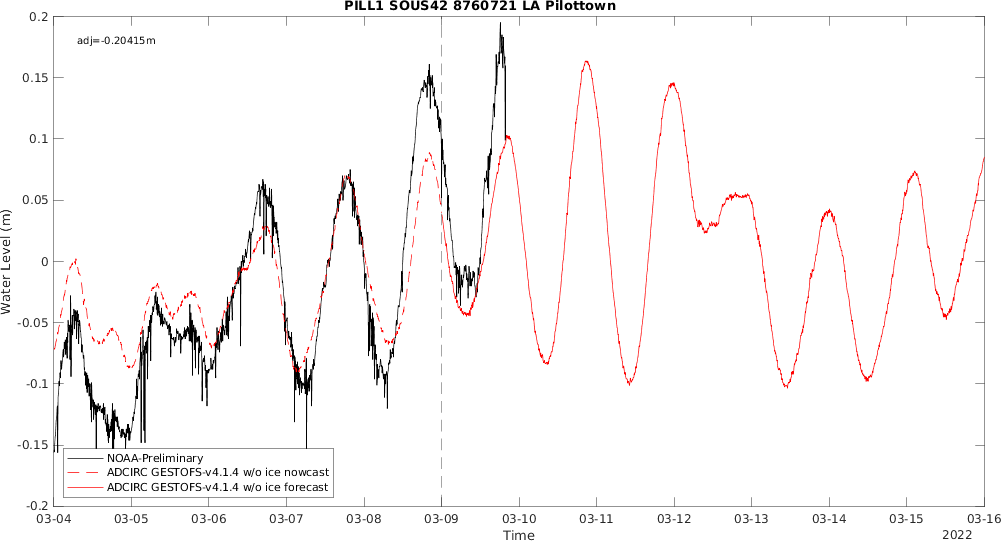 PILL1 SOUS42 8760721 LA Pilottown
adj=-0.20415m
0.2
0.15
0.1
0.05
0
-0.05
-0.1
-0.15
-0.2
Water Level (m)
NOAA-Preliminary
ADCIRC GESTOFS-v4.1.4 w/o ice nowcast
ADCIRC GESTOFS-v4.1.4 w/o ice forecast
03-04 03-05 03-06 03-07 03-08 03-09 03-10 03-11 03-12 03-13 03-14 03-15 03-16
Time
2022